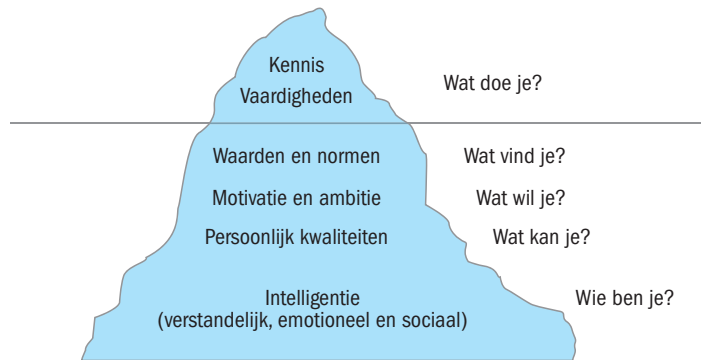 Kennis
Vaardigheden
Wat doe je?
Waarden en normen
Wat vind je?
Motivatie en ambitie
Wat wil je?
Persoonlijk kwaliteiten
Wat kan je?
Intelligentie
(verstandelijk, emotioneel en sociaal)
Wie ben je?